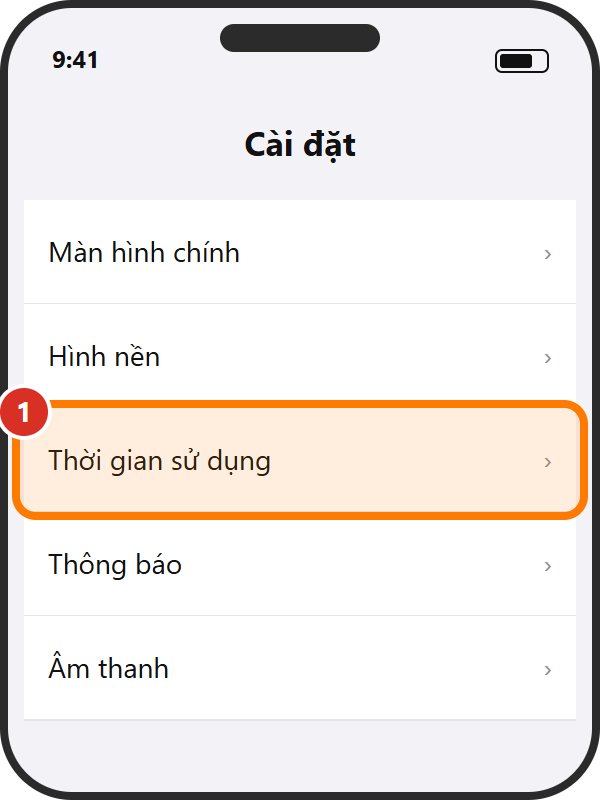 9:41
Cài đặt
Màn hình chính
Hình nền
1
Thời gian sử dụng
Thông báo
Âm thanh